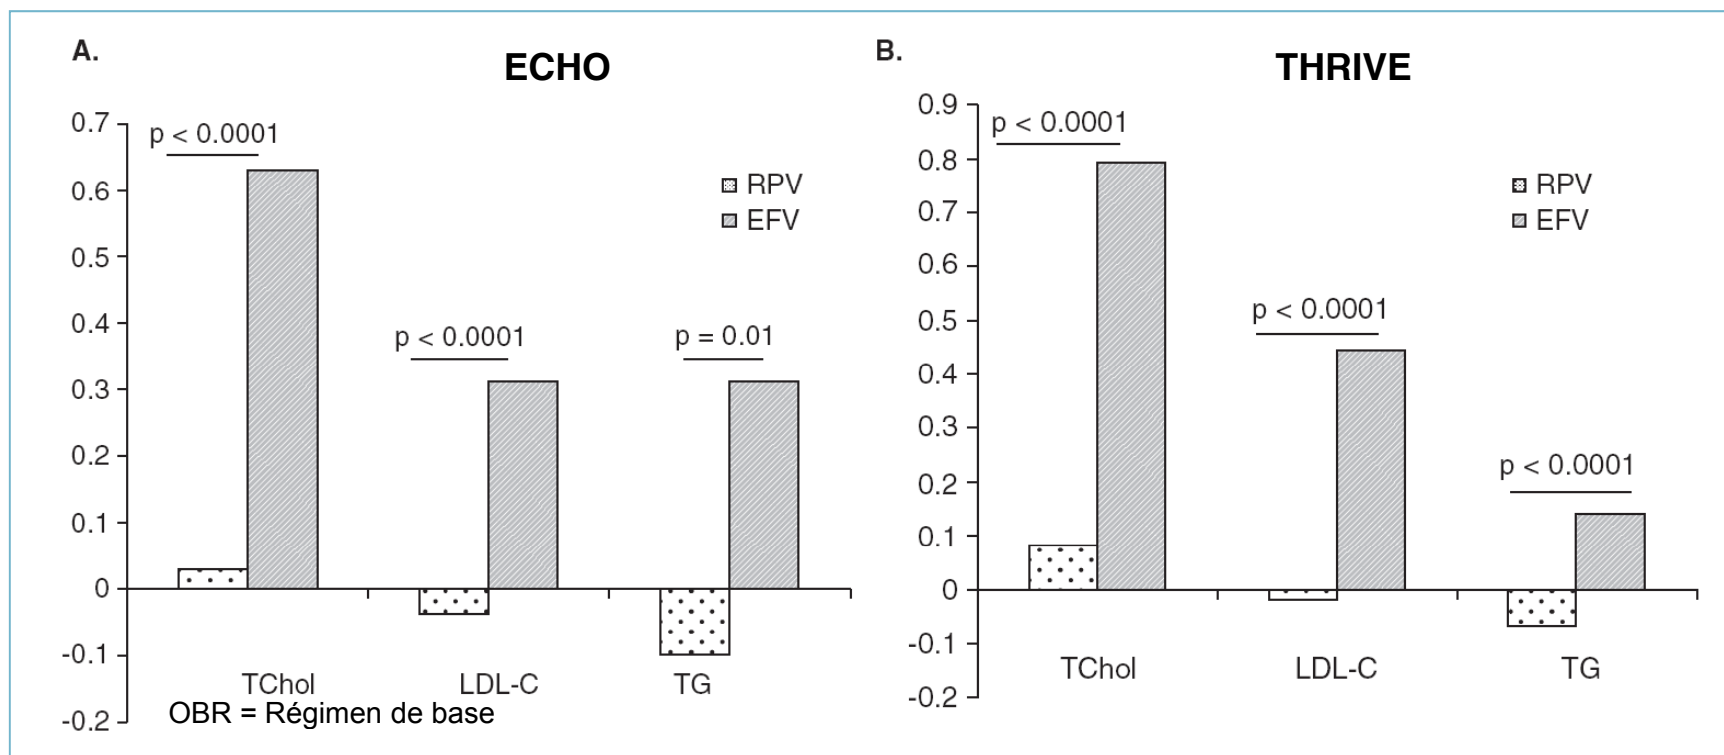 A.
ECHO
0.7
0.6
0.5
0.4
0.3
0.2
0.1
0
-0.1
-0.2
p < 0.0001
p < 0.0001
p = 0.01
RPV
EFV
TChol
LDL-C
TG
OBR = Régimen de base
B.
THRIVE
0.9
0.8
0.7
0.6
0.5
0.4
0.3
0.2
0.1
0
-0.1
-0.2
p < 0.0001
p < 0.0001
p < 0.0001
RPV
EFV
TChol
LDL-C
TG